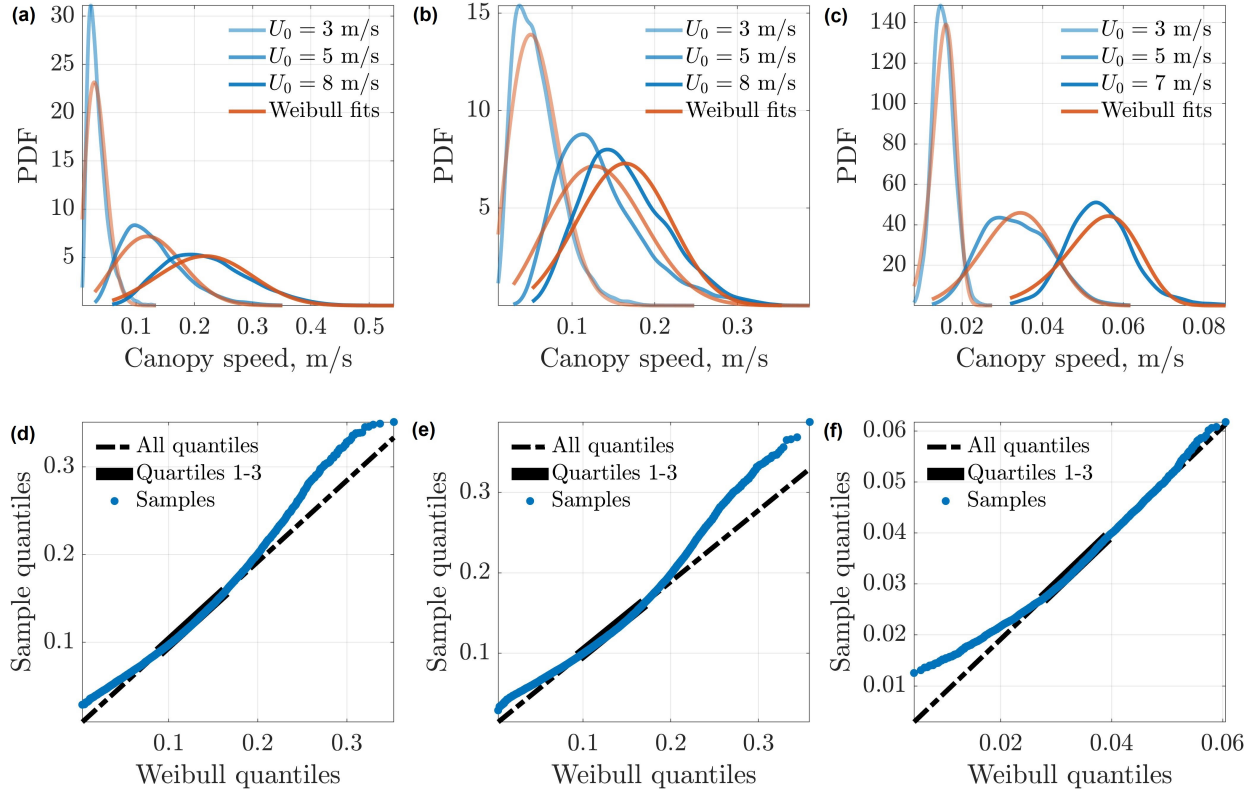 (a)
30
25
20
15
10
5
PDF
U₀ = 3 m/s
U₀ = 5 m/s
U₀ = 8 m/s
Weibull fits
0.1 0.2 0.3 0.4 0.5
Canopy speed, m/s
(b)
15
10
5
PDF
U₀ = 3 m/s
U₀ = 5 m/s
U₀ = 8 m/s
Weibull fits
0.1 0.2 0.3
Canopy speed, m/s
(c)
140
120
100
80
60
40
20
PDF
U₀ = 3 m/s
U₀ = 5 m/s
U₀ = 7 m/s
Weibull fits
0.02 0.04 0.06 0.08
Canopy speed, m/s
(d)
0.3
0.2
0.1
Sample quantiles
All quantiles
Quartiles 1-3
Samples
0.1 0.2 0.3
Weibull quantiles
(e)
0.3
0.2
0.1
Sample quantiles
All quantiles
Quartiles 1-3
Samples
0.1 0.2 0.3
Weibull quantiles
(f)
0.06
0.05
0.04
0.03
0.02
0.01
Sample quantiles
All quantiles
Quartiles 1-3
Samples
0.02 0.04 0.06
Weibull quantiles